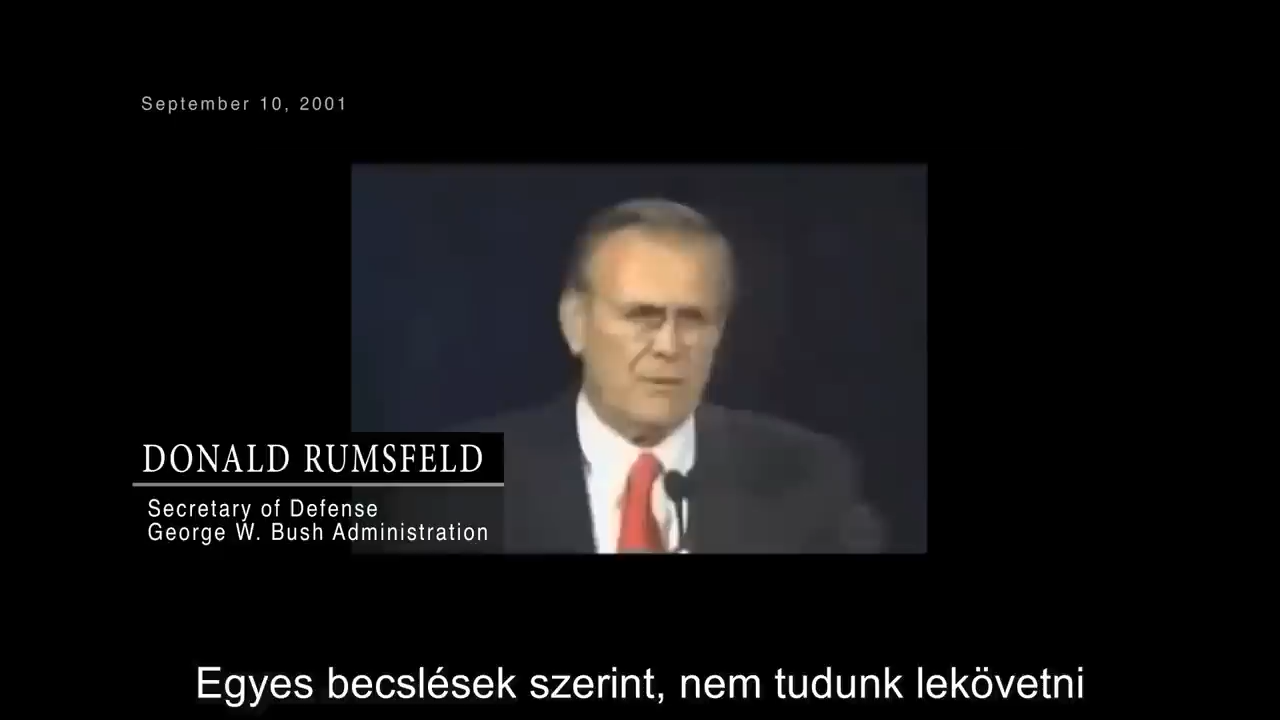 September 10, 2001
DONALD RUMSFELD
Secretary of Defense
George W. Bush Administration
Egyes becslések szerint, nem tudunk lekövetni